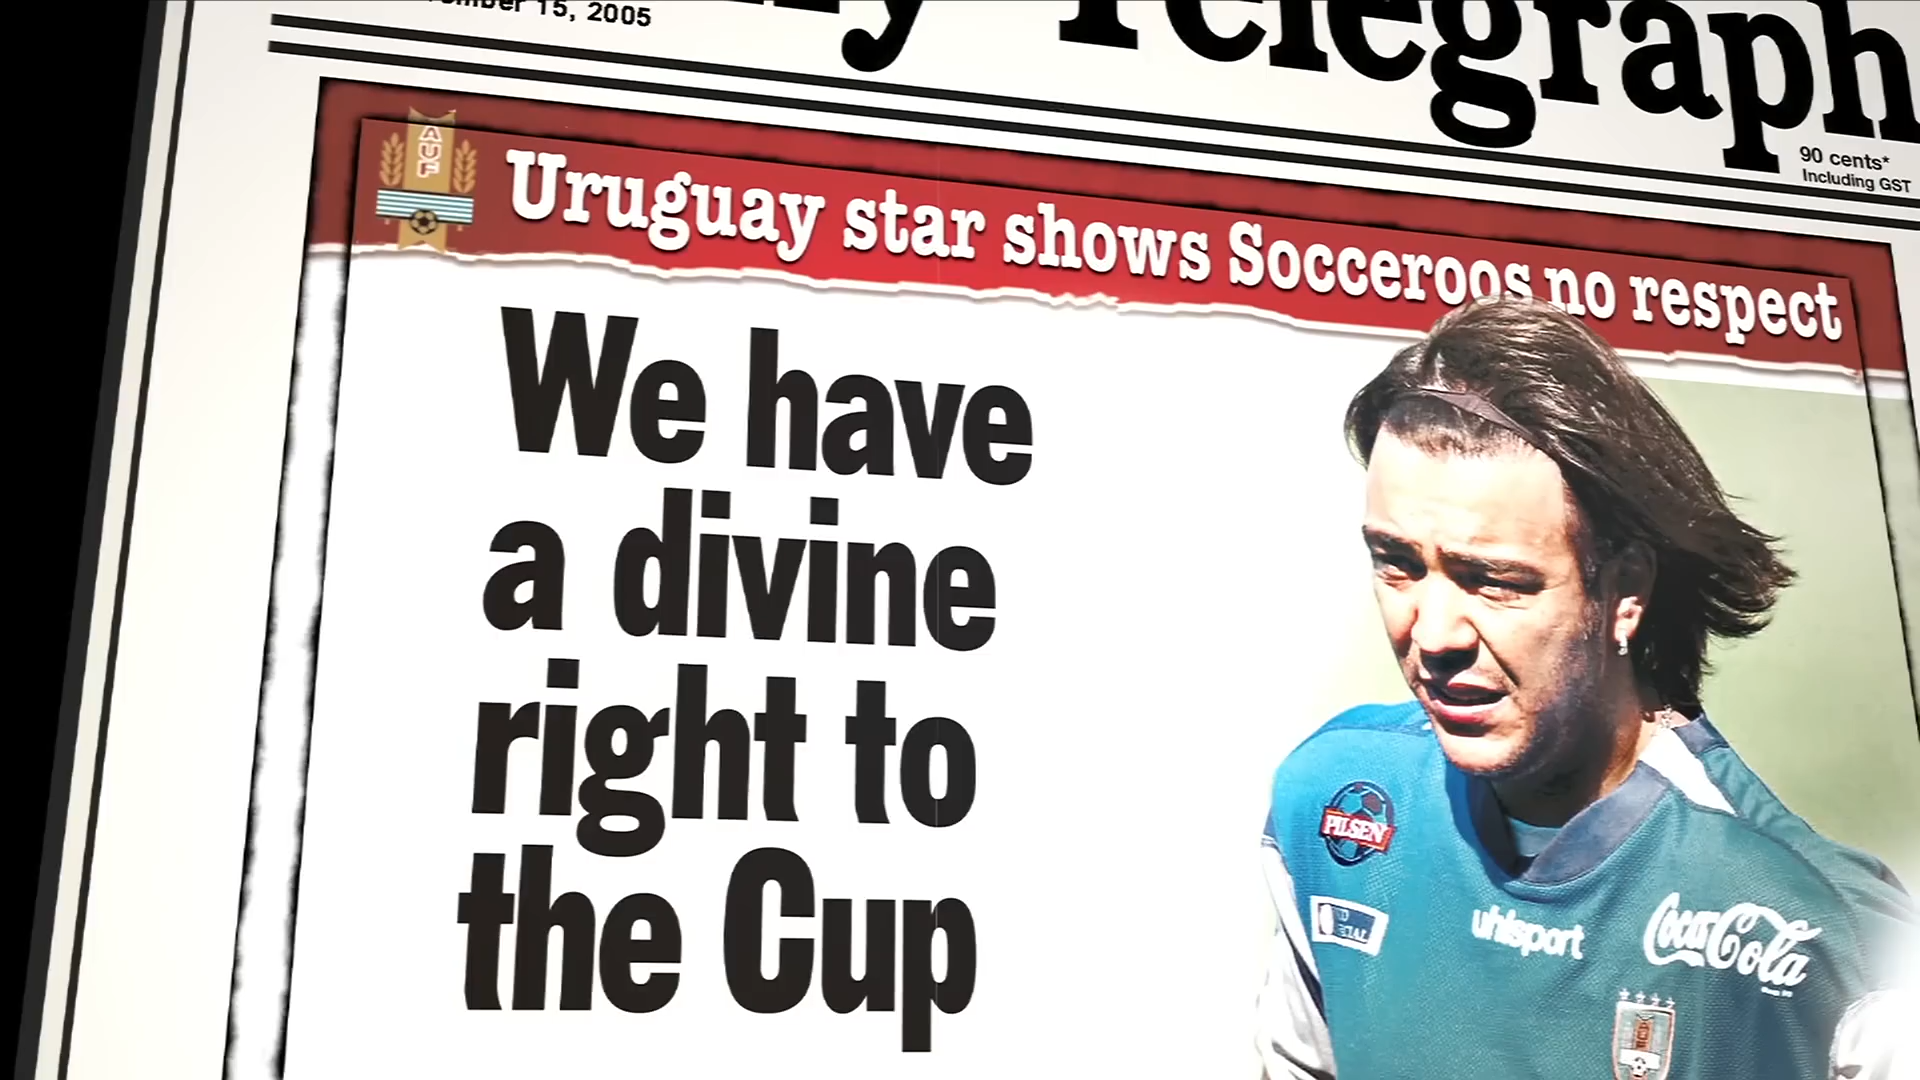 15, 2005
Telegraph
90 cents*
Including GST
AUF
Uruguay star shows Socceroos no respect
We have
a divine
right to
the Cup
PILSEN
uhlsport
Coca-Cola